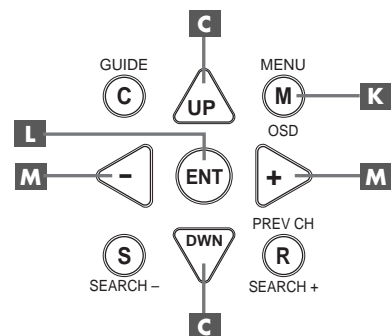 C
GUIDE
MENU
C
UP
M
K
L
OSD
M
-
ENT
+
M
DWN
PREV CH
S
R
SEARCH –
SEARCH +
C